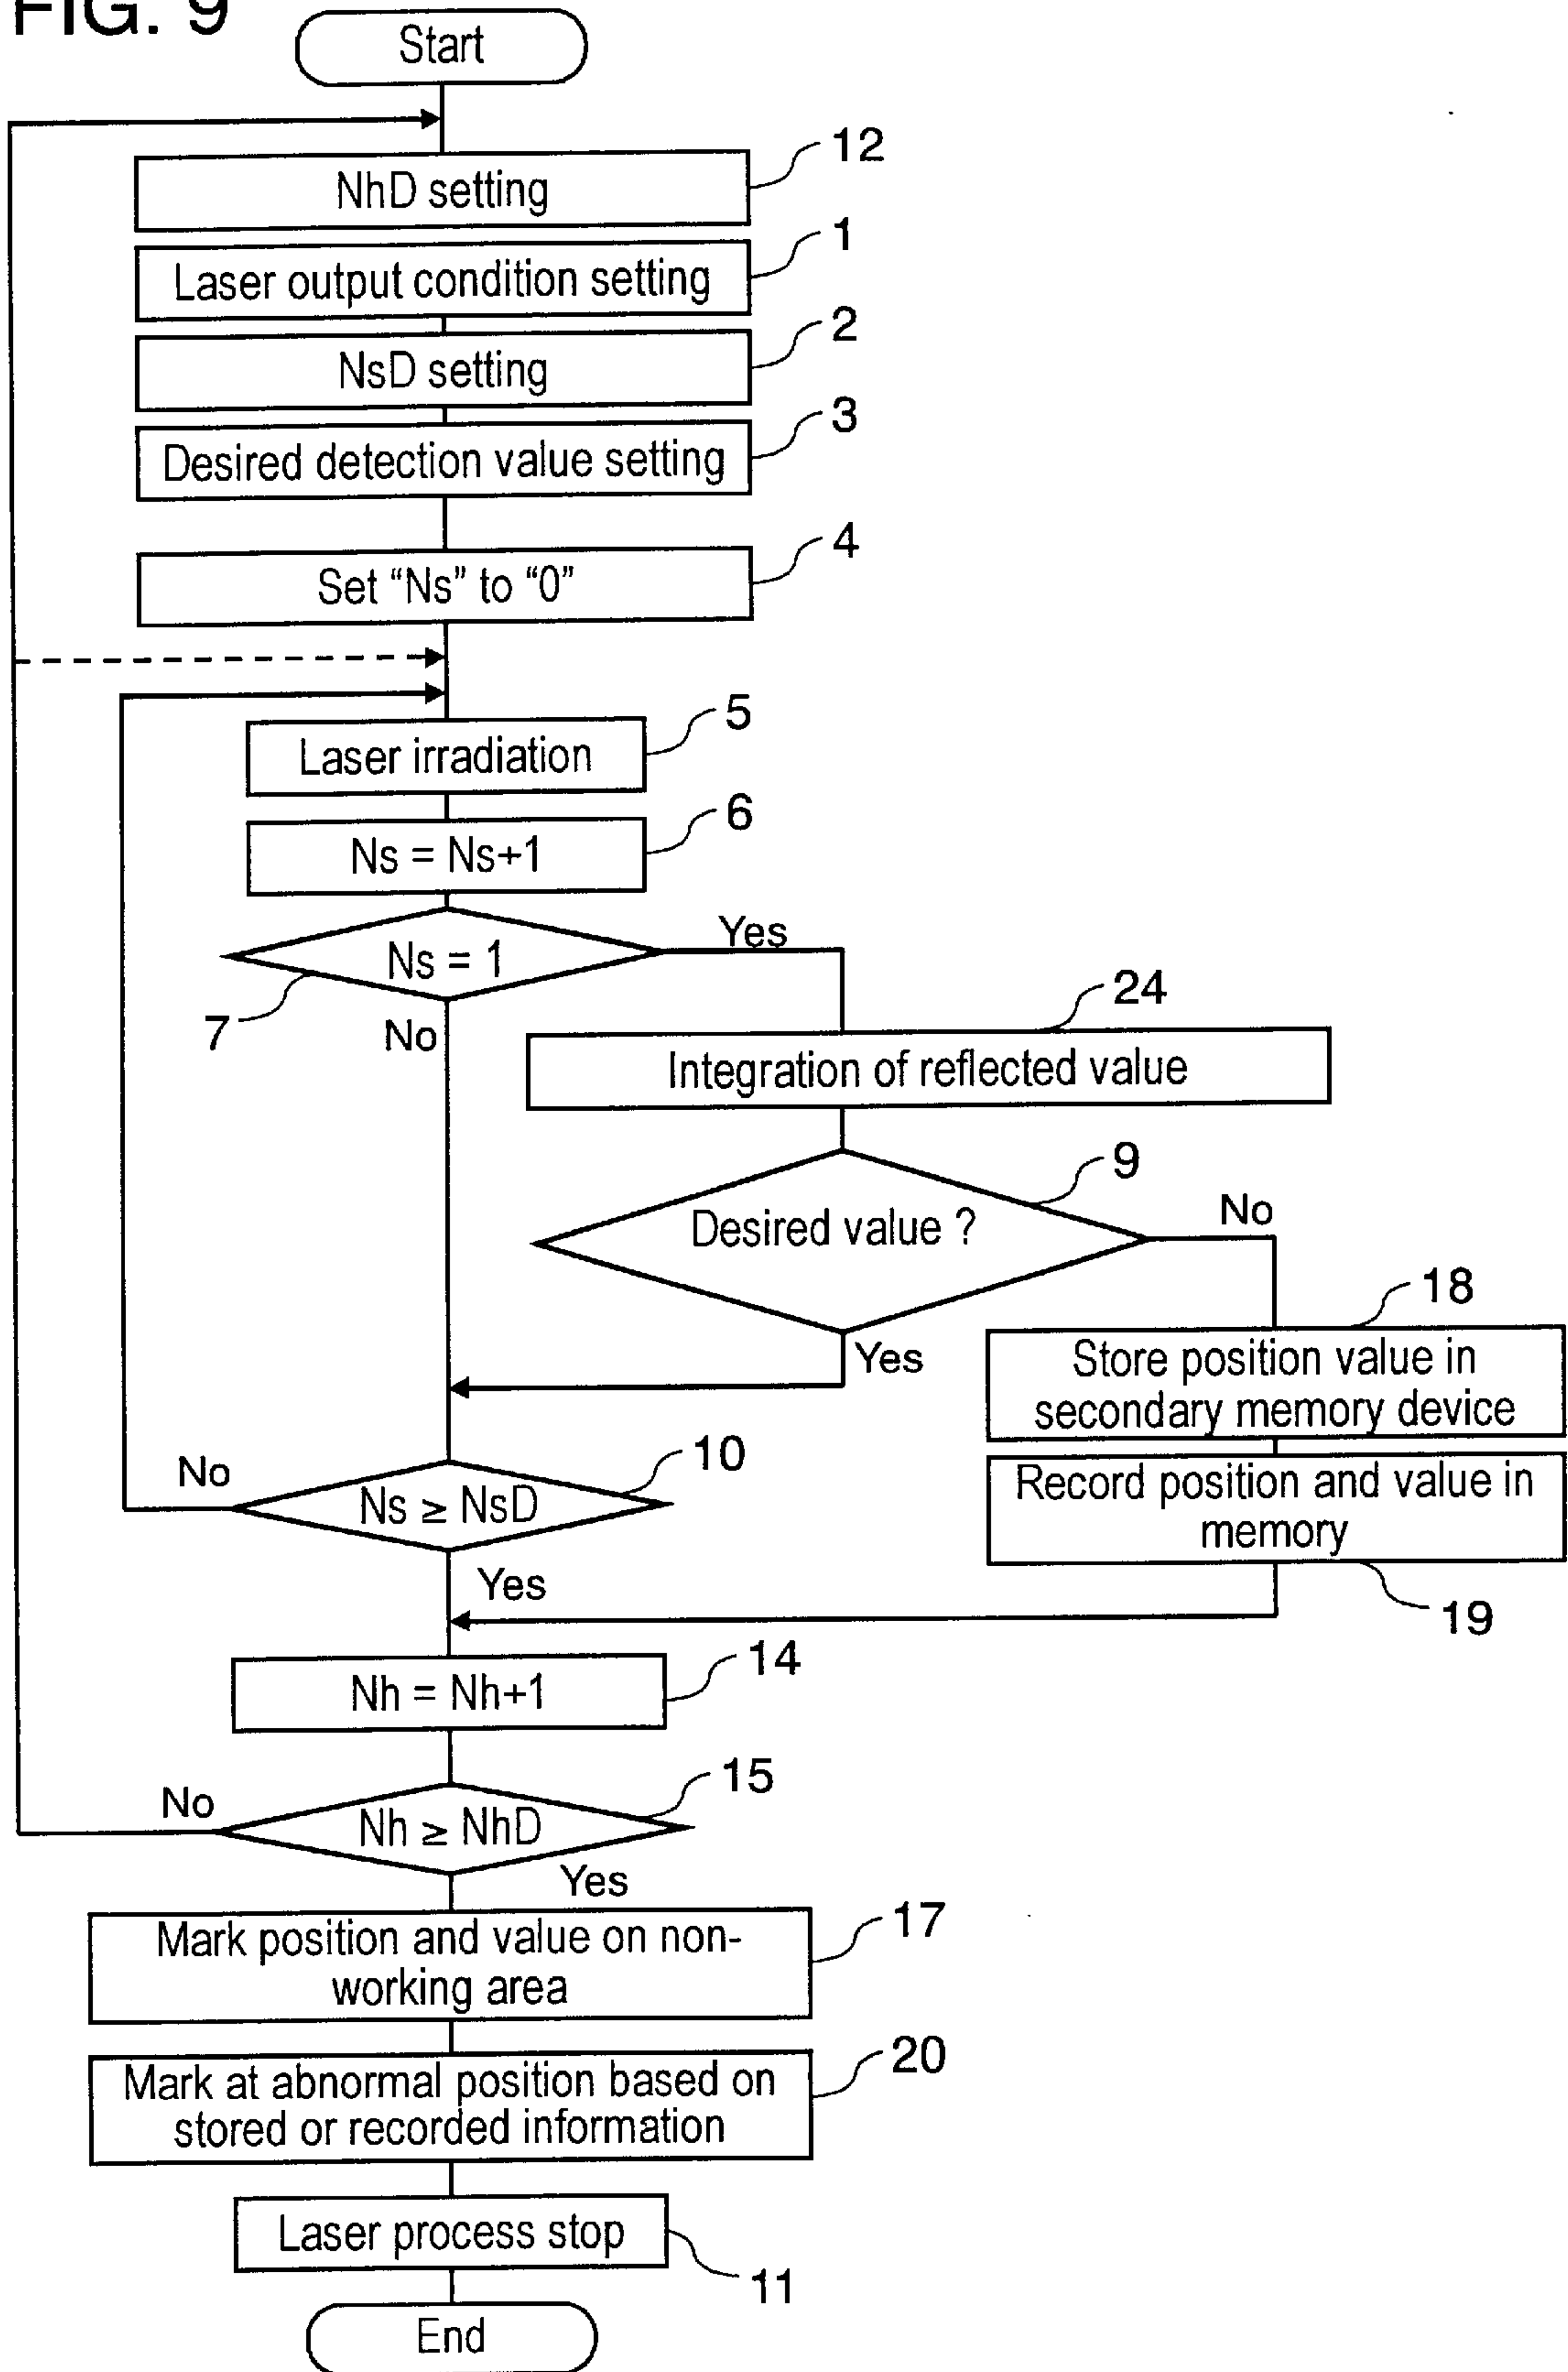 FIG. 9
Start
NhD setting
12
Laser output condition setting
1
NsD setting
2
Desired detection value setting
3
Set “Ns” to “0”
4
Laser irradiation
5
Ns = Ns+1
6
Ns = 1
Yes
7
No
24
Integration of reflected value
9
Desired value ?
No
Yes
18
Store position value in
secondary memory device
Record position and value in
memory
19
10
No
Ns ≥ NsD
Yes
14
Nh = Nh+1
15
No
Nh ≥ NhD
Yes
17
Mark position and value on non-
working area
20
Mark at abnormal position based on
stored or recorded information
Laser process stop
11
End